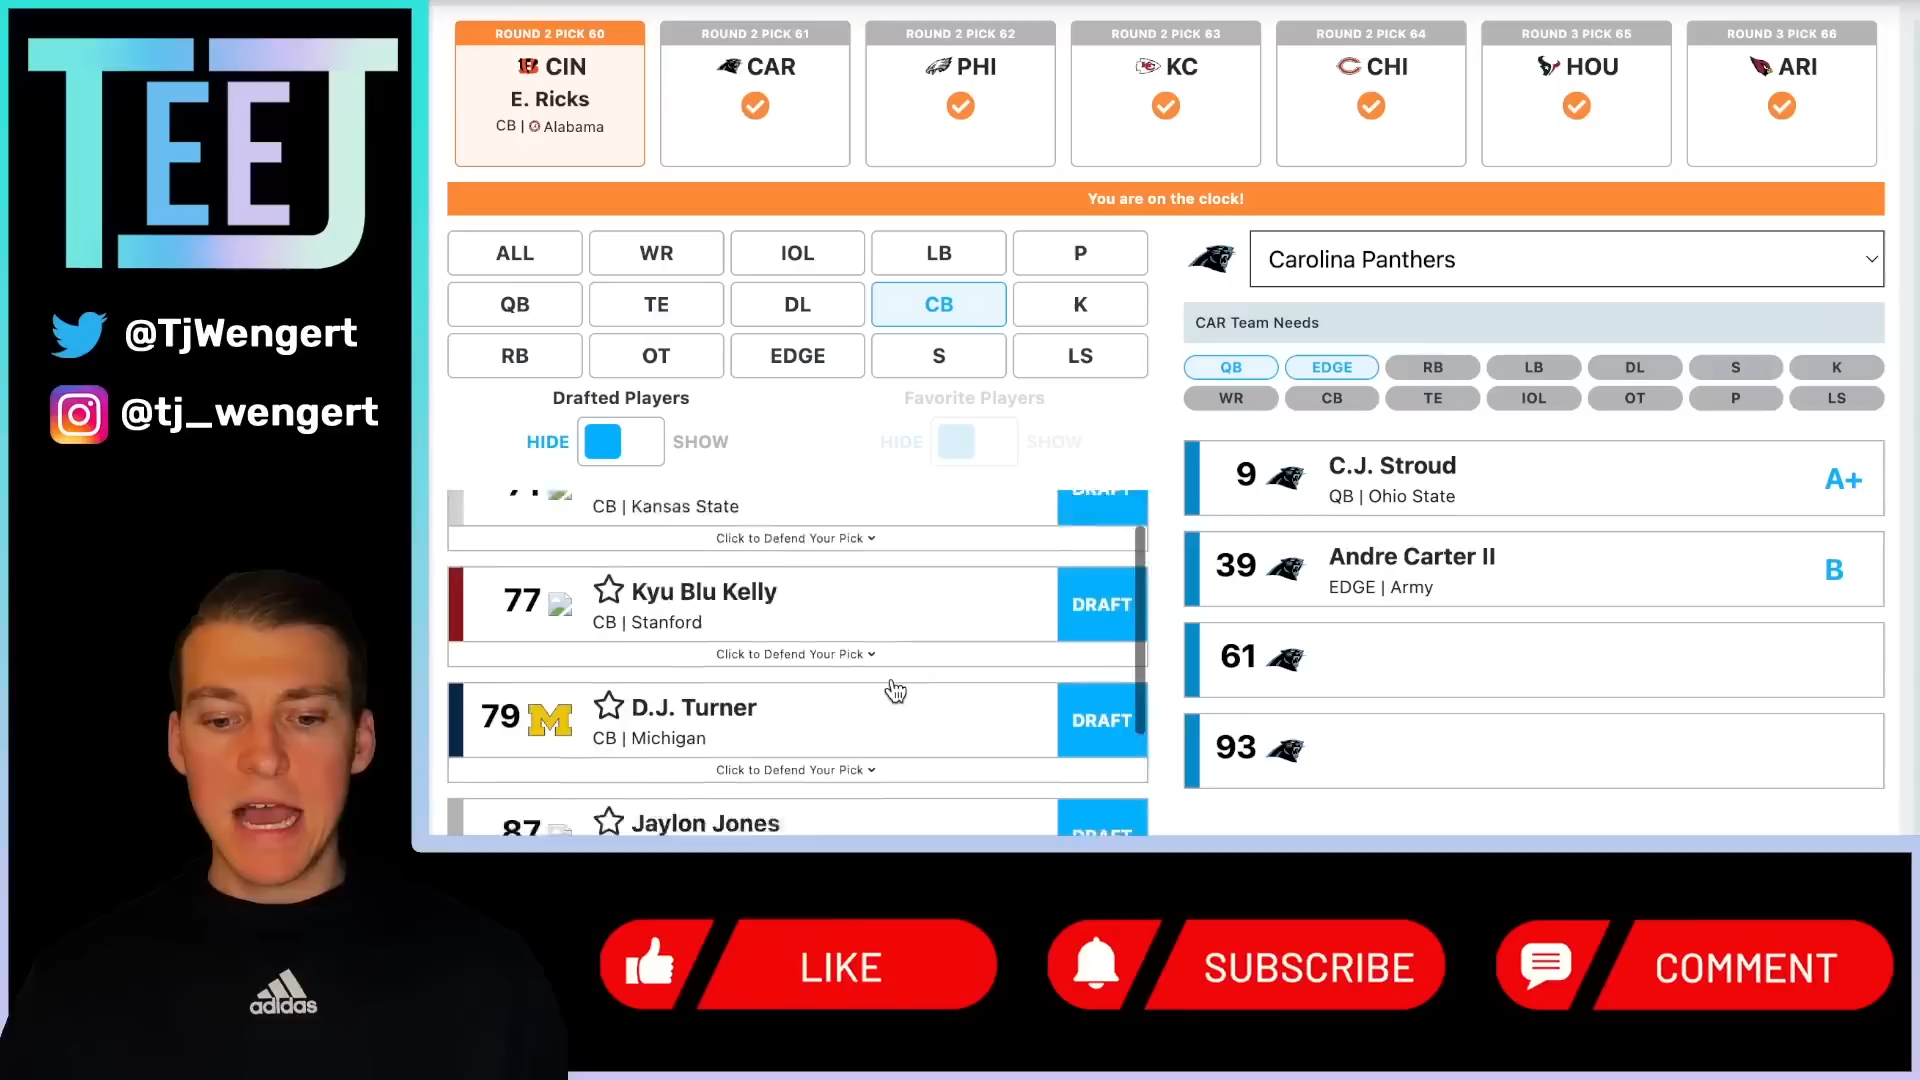 TEEJ
@TjWengert
@tj_wengert
adidas
ROUND 2 PICK 60
CIN
E. Ricks
CB | Alabama
ROUND 2 PICK 61
CAR
ROUND 2 PICK 62
PHI
ROUND 2 PICK 63
KC
ROUND 2 PICK 64
CHI
ROUND 3 PICK 65
HOU
ROUND 3 PICK 66
ARI
You are on the clock!
ALL WR IOL LB P
QB TE DL CB K
RB OT EDGE S LS
Drafted Players
HIDE SHOW
Favorite Players
HIDE SHOW
CB | Kansas State
DRAFT
Click to Defend Your Pick
77 Kyu Blu Kelly
CB | Stanford
DRAFT
Click to Defend Your Pick
79 M D.J. Turner
CB | Michigan
DRAFT
Click to Defend Your Pick
87 Jaylon Jones
DRAFT
Carolina Panthers
CAR Team Needs
QB EDGE RB LB DL S K
WR CB TE IOL OT P LS
9 C.J. Stroud
QB | Ohio State
A+
39 Andre Carter II
EDGE | Army
B
61
93
LIKE
SUBSCRIBE
COMMENT